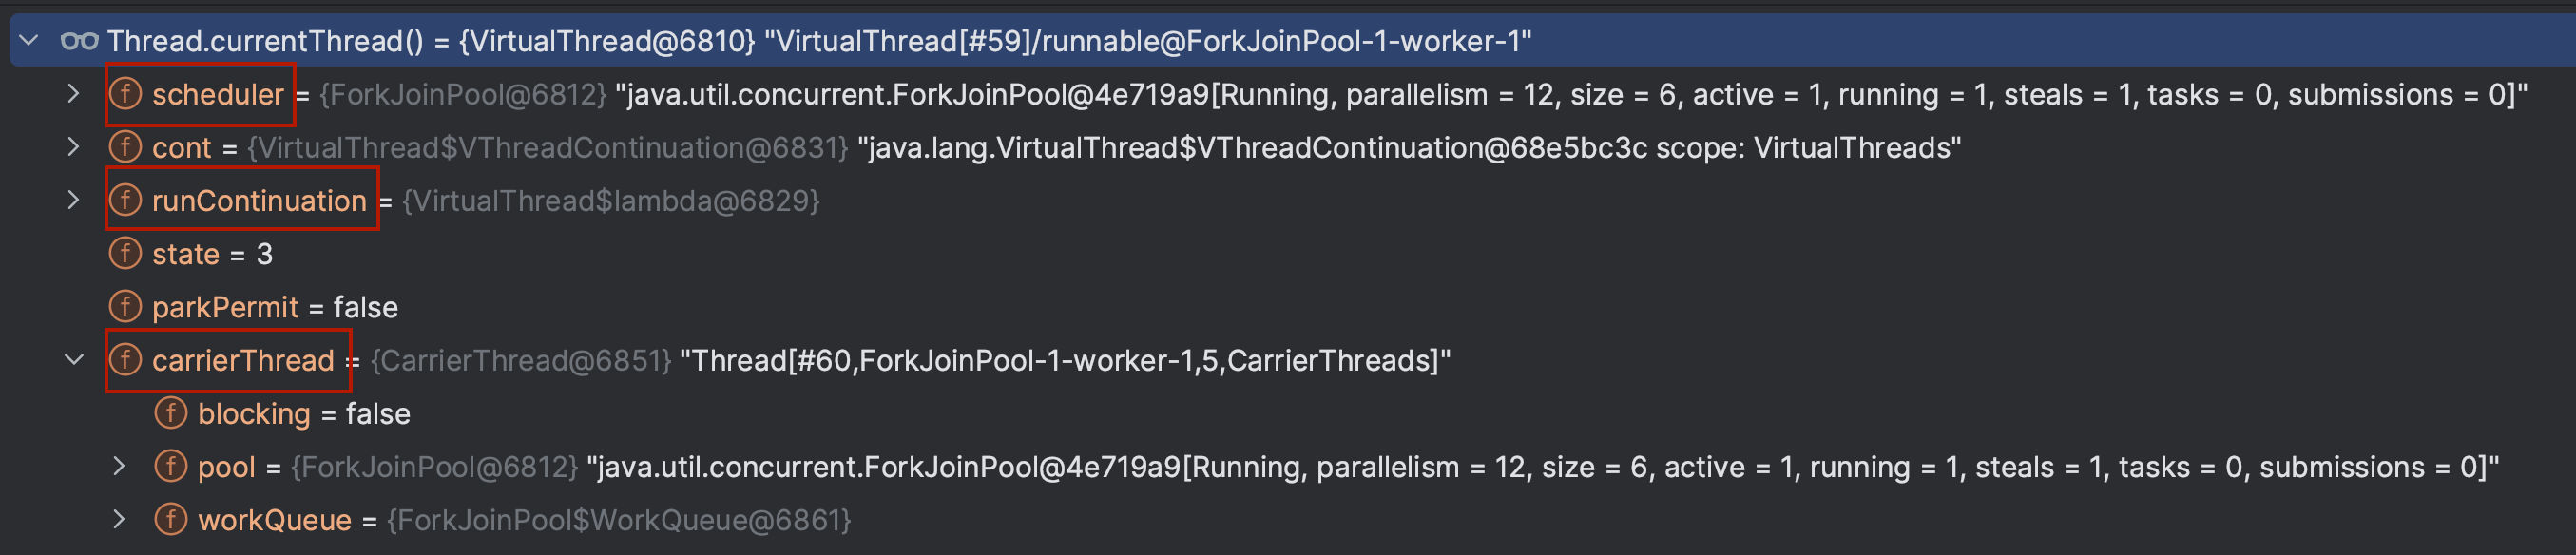 Thread.currentThread() = {VirtualThread@6810} "VirtualThread[#59]/runnable@ForkJoinPool-1-worker-1"
f scheduler = {ForkJoinPool@6812} "java.util.concurrent.ForkJoinPool@4e719a9[Running, parallelism = 12, size = 6, active = 1, running = 1, steals = 1, tasks = 0, submissions = 0]"
f cont = {VirtualThread$VThreadContinuation@6831} "java.lang.VirtualThread$VThreadContinuation@68e5bc3c scope: VirtualThreads"
f runContinuation = {VirtualThread$lambda@6829}
f state = 3
f parkPermit = false
f carrierThread = {CarrierThread@6851} "Thread[#60,ForkJoinPool-1-worker-1,5,CarrierThreads]"
f blocking = false
f pool = {ForkJoinPool@6812} "java.util.concurrent.ForkJoinPool@4e719a9[Running, parallelism = 12, size = 6, active = 1, running = 1, steals = 1, tasks = 0, submissions = 0]"
f workQueue = {ForkJoinPool$WorkQueue@6861}